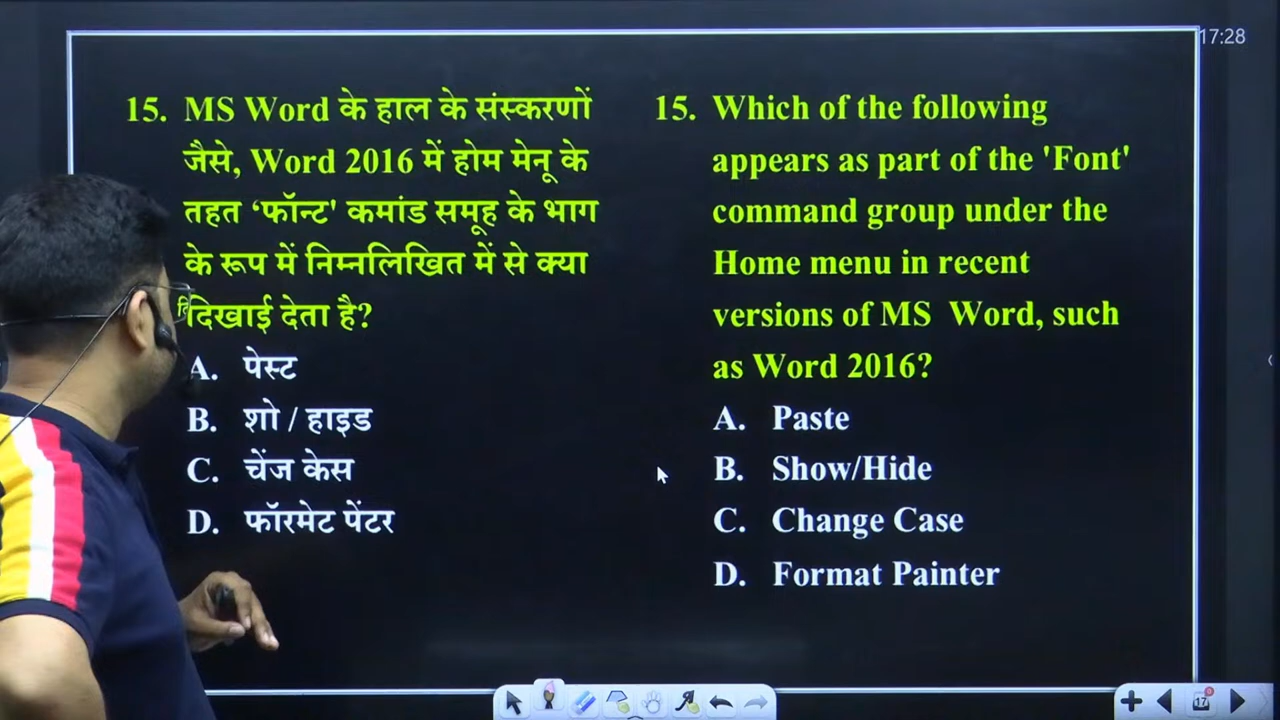 17:28
15. MS Word के हाल के संस्करणों
जैसे, Word 2016 में होम मेनू के
तहत ‘फॉन्ट' कमांड समूह के भाग
के रूप में निम्नलिखित में से क्या
दिखाई देता है?
A. पेस्ट
B. शो / हाइड
C. चेंज केस
D. फॉरमेट पेंटर
15. Which of the following
appears as part of the 'Font'
command group under the
Home menu in recent
versions of MS Word, such
as Word 2016?
A. Paste
B. Show/Hide
C. Change Case
D. Format Painter
17